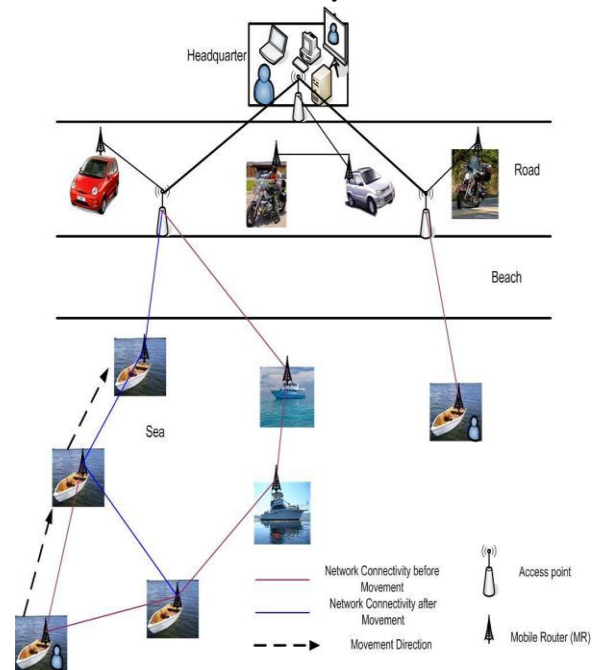 Headquarter
Road
Beach
Sea
Network Connectivity before
Movement
Network Connectivity after
Movement
Movement Direction
Access point
Mobile Router (MR)